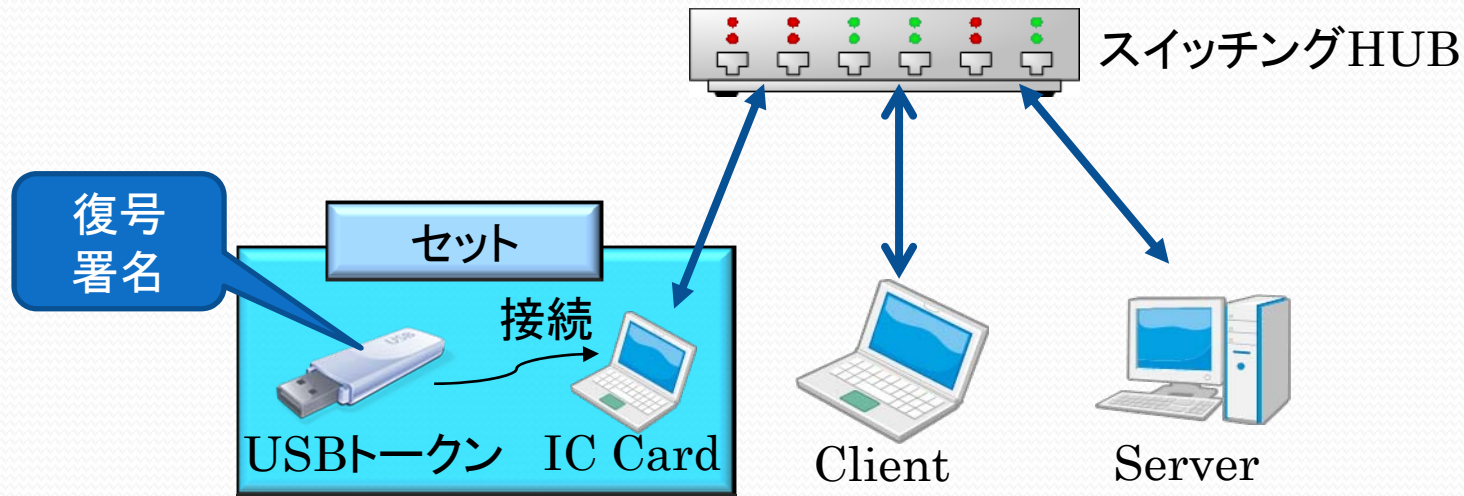 スイッチングHUB
復号
署名
セット
接続
USB
USBトークン
IC Card
Client
Server